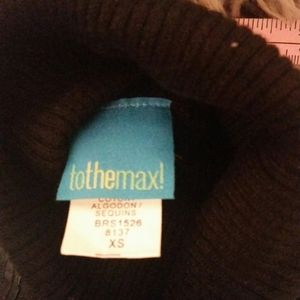 tothemax!
ALGODON/
SEQUINS
BRS1526
8137
XS